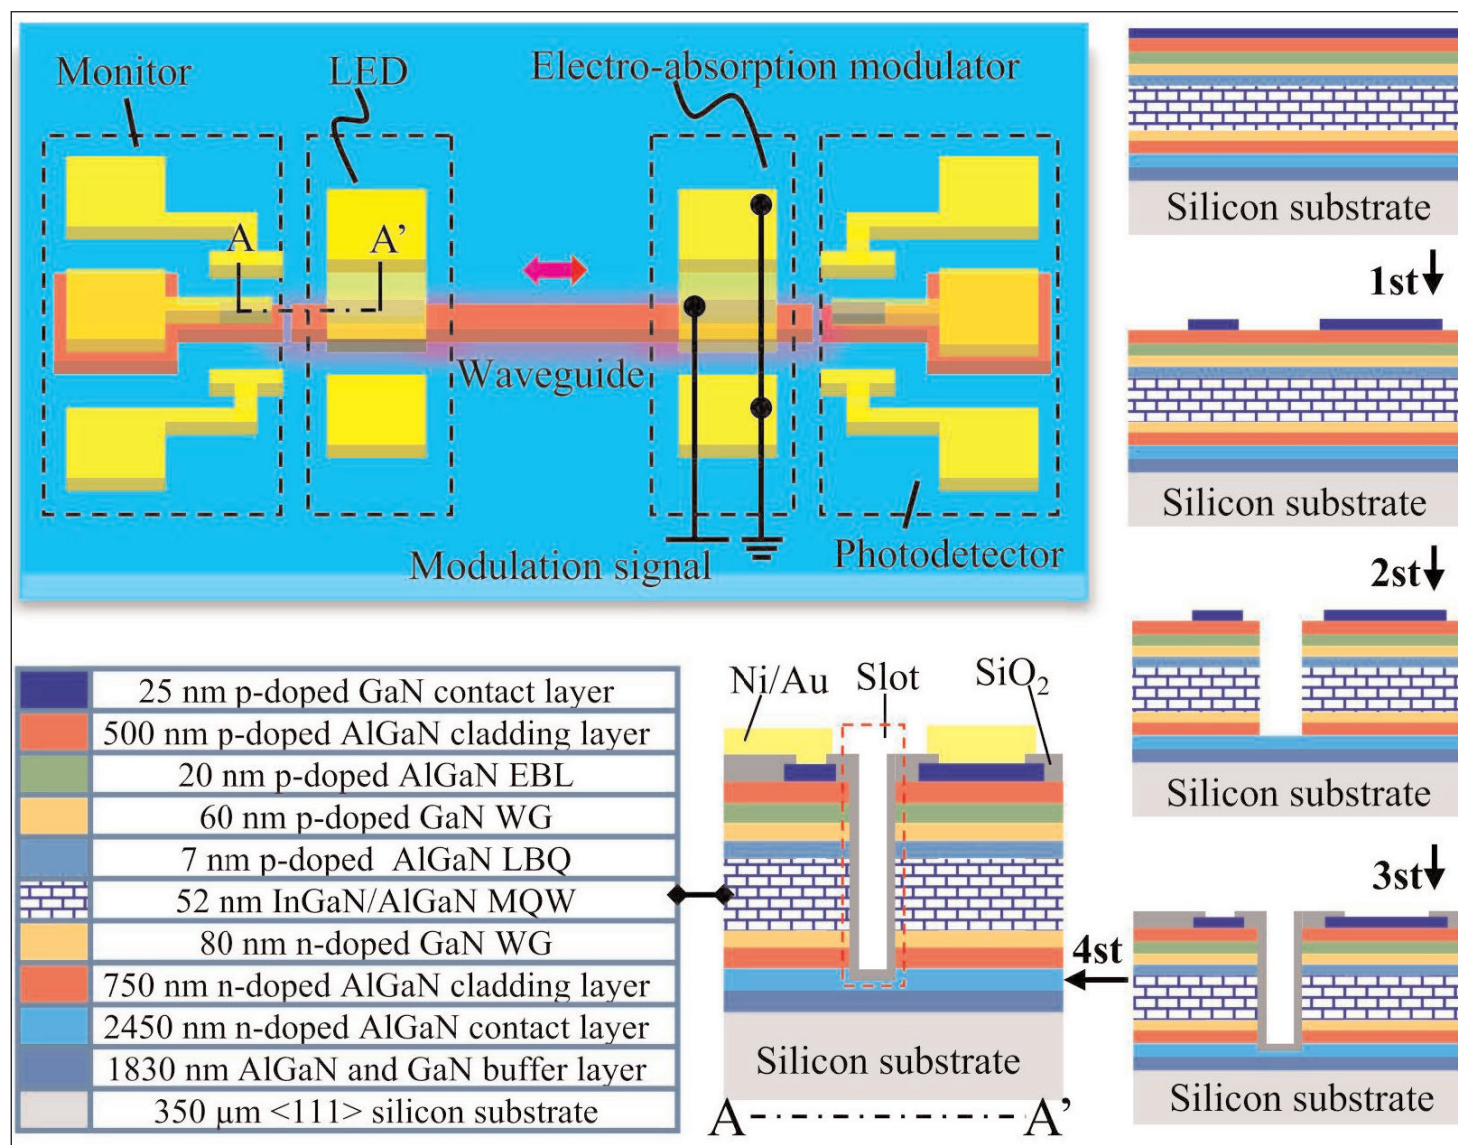 Monitor
LED
Electro-absorption modulator
A
A’
Waveguide
Modulation signal
Photodetector
Silicon substrate
1st
Silicon substrate
2st
Silicon substrate
3st
Silicon substrate
4st
25 nm p-doped GaN contact layer
500 nm p-doped AlGaN cladding layer
20 nm p-doped AlGaN EBL
60 nm p-doped GaN WG
7 nm p-doped AlGaN LBQ
52 nm InGaN/AlGaN MQW
80 nm n-doped GaN WG
750 nm n-doped AlGaN cladding layer
2450 nm n-doped AlGaN contact layer
1830 nm AlGaN and GaN buffer layer
350 μm <111> silicon substrate
Ni/Au
Slot
SiO₂
Silicon substrate
A
A’